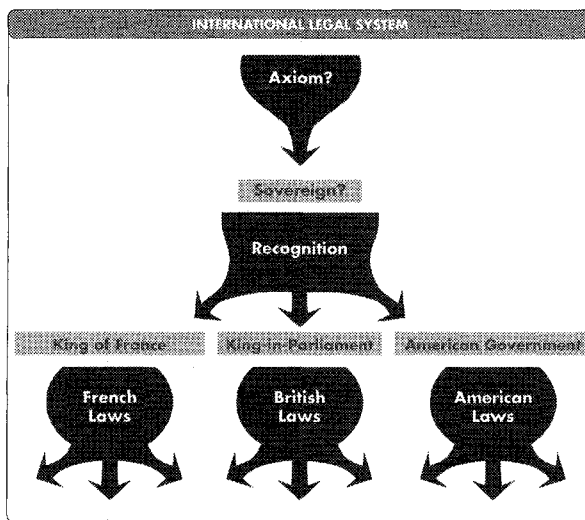 INTERNATIONAL LEGAL SYSTEM
Axiom?
Sovereign?
Recognition
King of France
King-in-Parliament
American Government
French
Laws
British
Laws
American
Laws